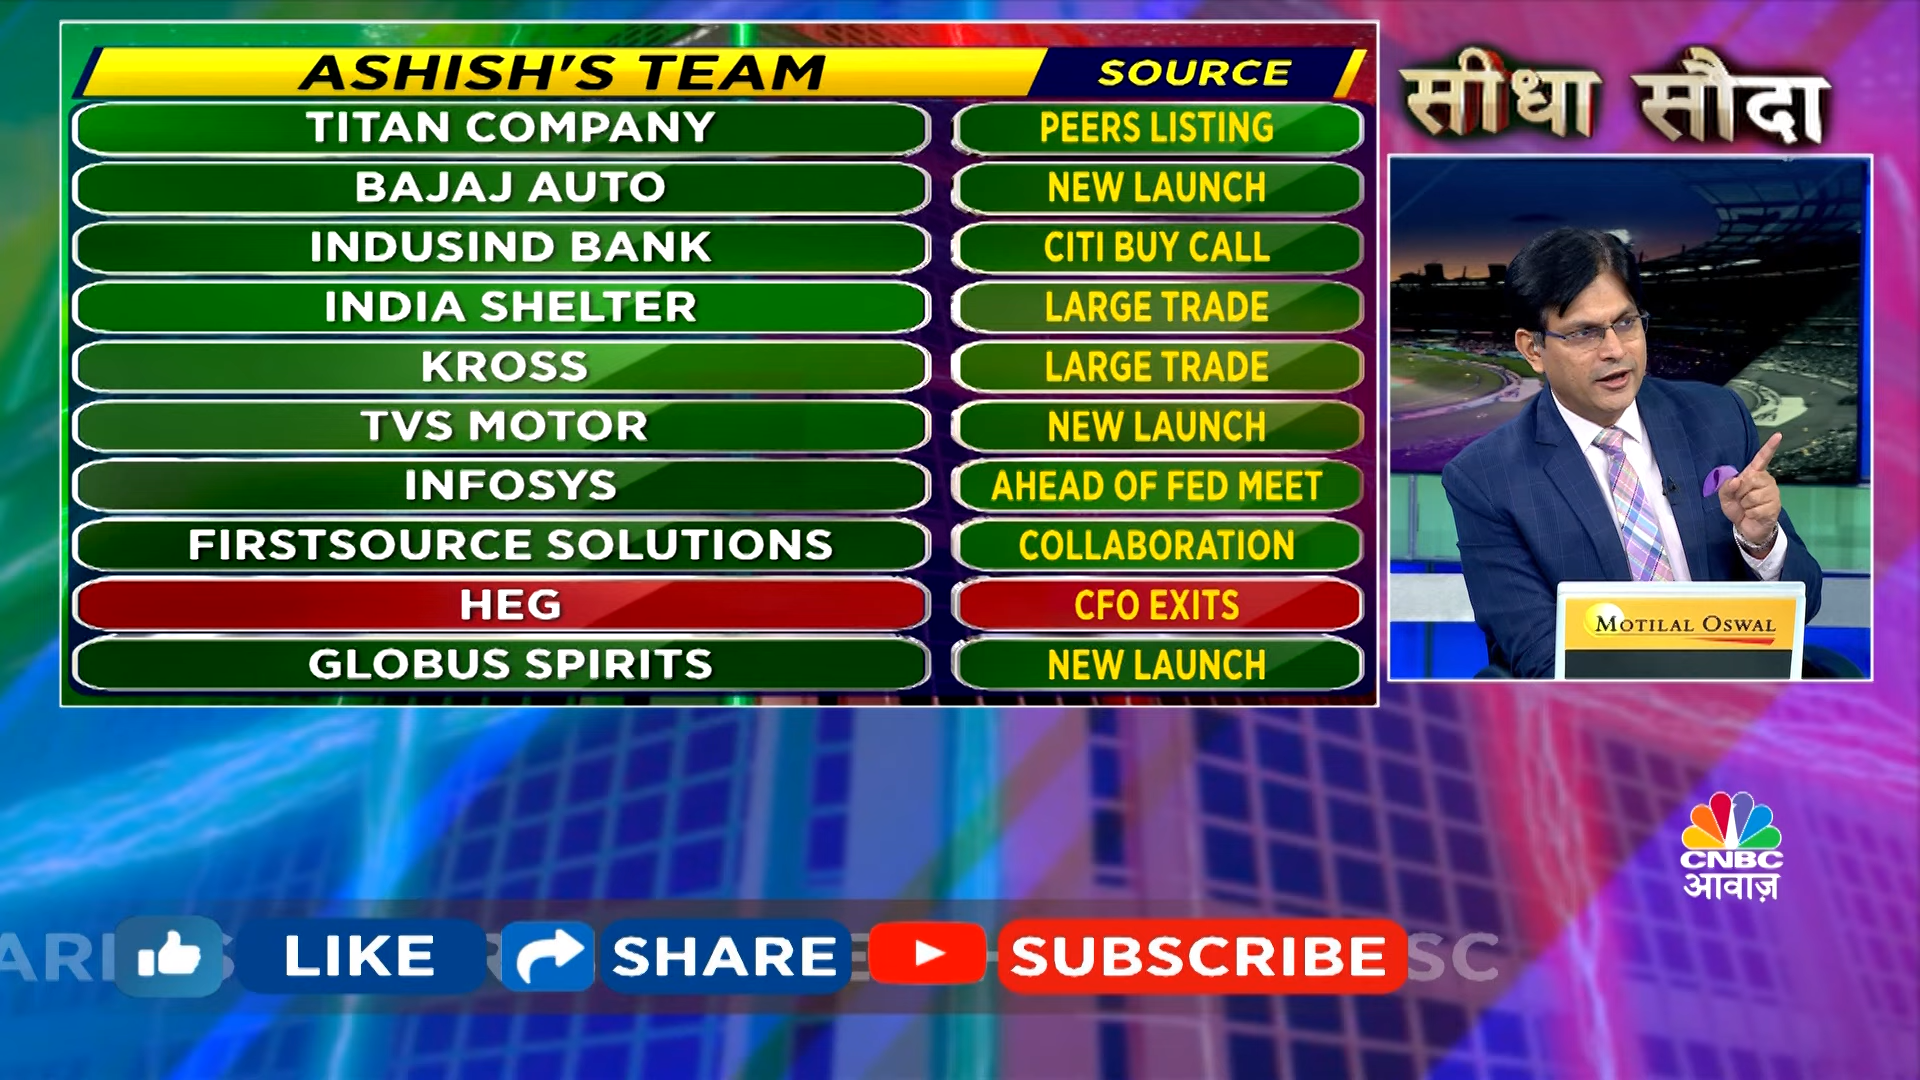 ASHISH'S TEAM SOURCE
TITAN COMPANY PEERS LISTING
BAJAJ AUTO NEW LAUNCH
INDUSIND BANK CITI BUY CALL
INDIA SHELTER LARGE TRADE
KROSS LARGE TRADE
TVS MOTOR NEW LAUNCH
INFOSYS AHEAD OF FED MEET
FIRSTSOURCE SOLUTIONS COLLABORATION
HEG CFO EXITS
GLOBUS SPIRITS NEW LAUNCH
सीधा सौदा
MOTILAL OSWAL
CNBC
आवाज़
LIKE SHARE SUBSCRIBE